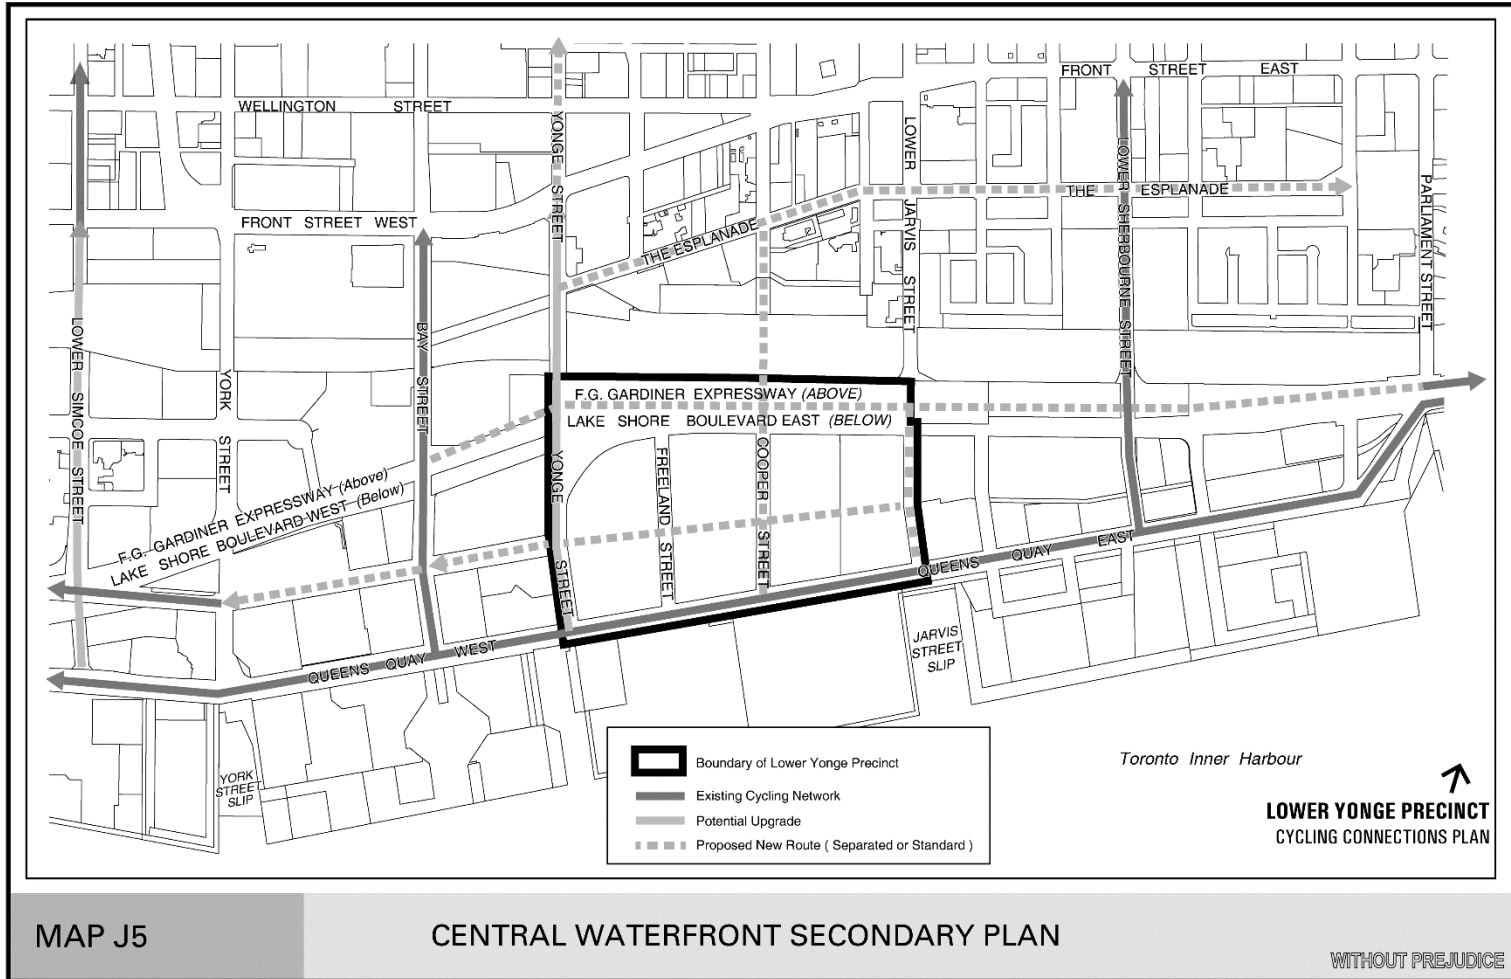 FRONT STREET EAST
WELLINGTON STREET
YONGE STREET
LOWER JARVIS STREET
LOWER SHERBOURNE STREET
THE ESPLANADE
PARLIAMENT STREET
FRONT STREET WEST
THE ESPLANADE
LOWER SIMCOE STREET
YORK STREET
BAY STREET
F.G. GARDINER EXPRESSWAY (ABOVE)
LAKE SHORE BOULEVARD EAST (BELOW)
YONGE STREET
FREELAND STREET
COOPER STREET
F.G. GARDINER EXPRESSWAY (Above)
LAKE SHORE BOULEVARD WEST (Below)
QUEENS QUAY EAST
QUEENS QUAY WEST
JARVIS
STREET
SLIP
YORK
STREET
SLIP
Boundary of Lower Yonge Precinct
Existing Cycling Network
Potential Upgrade
Proposed New Route ( Separated or Standard )
Toronto Inner Harbour
LOWER YONGE PRECINCT
CYCLING CONNECTIONS PLAN
MAP J5
CENTRAL WATERFRONT SECONDARY PLAN
WITHOUT PREJUDICE